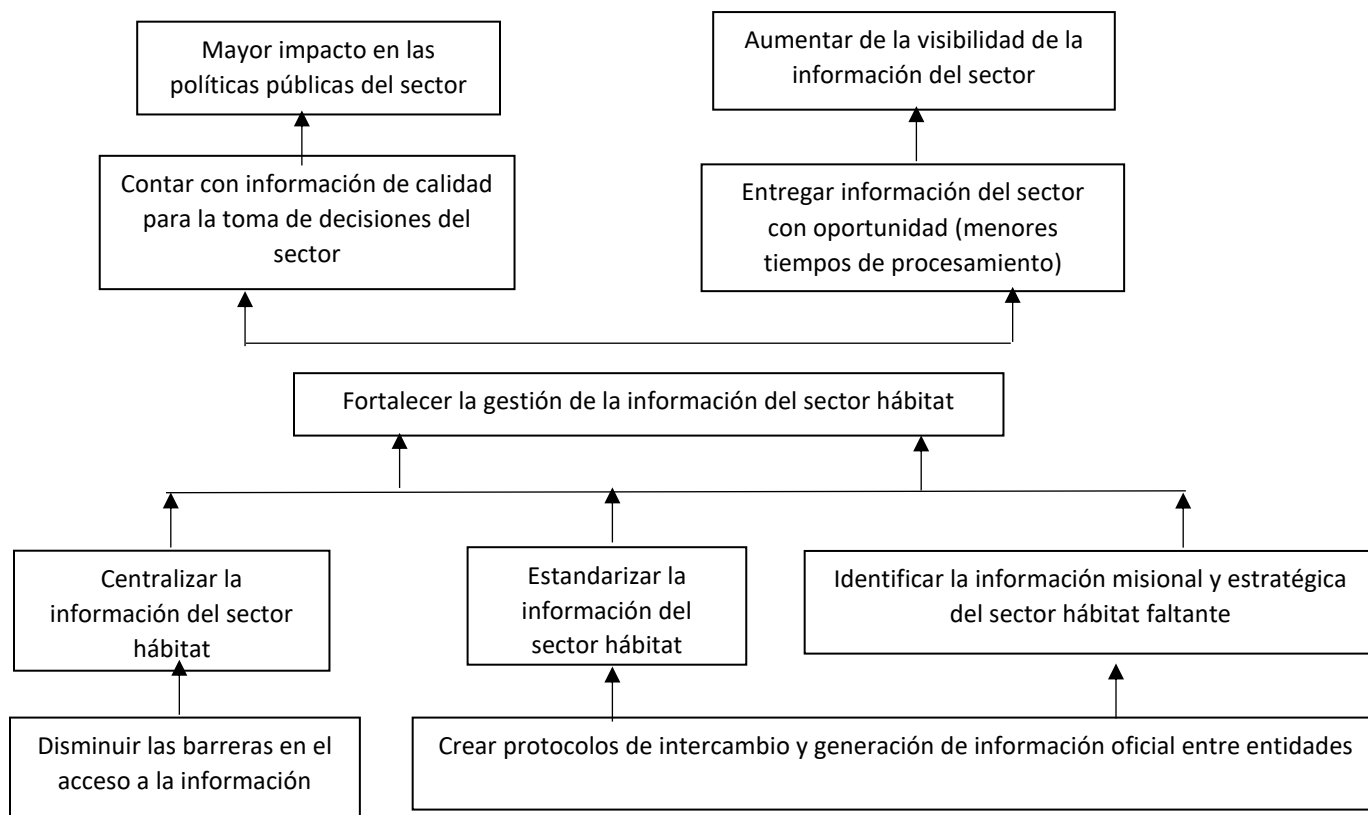 Mayor impacto en las
políticas públicas del sector
Aumentar de la visibilidad de la
información del sector
Contar con información de calidad
para la toma de decisiones del
sector
Entregar información del sector
con oportunidad (menores
tiempos de procesamiento)
Fortalecer la gestión de la información del sector hábitat
Centralizar la
información del sector
hábitat
Estandarizar la
información del
sector hábitat
Identificar la información misional y estratégica
del sector hábitat faltante
Disminuir las barreras en el
acceso a la información
Crear protocolos de intercambio y generación de información oficial entre entidades